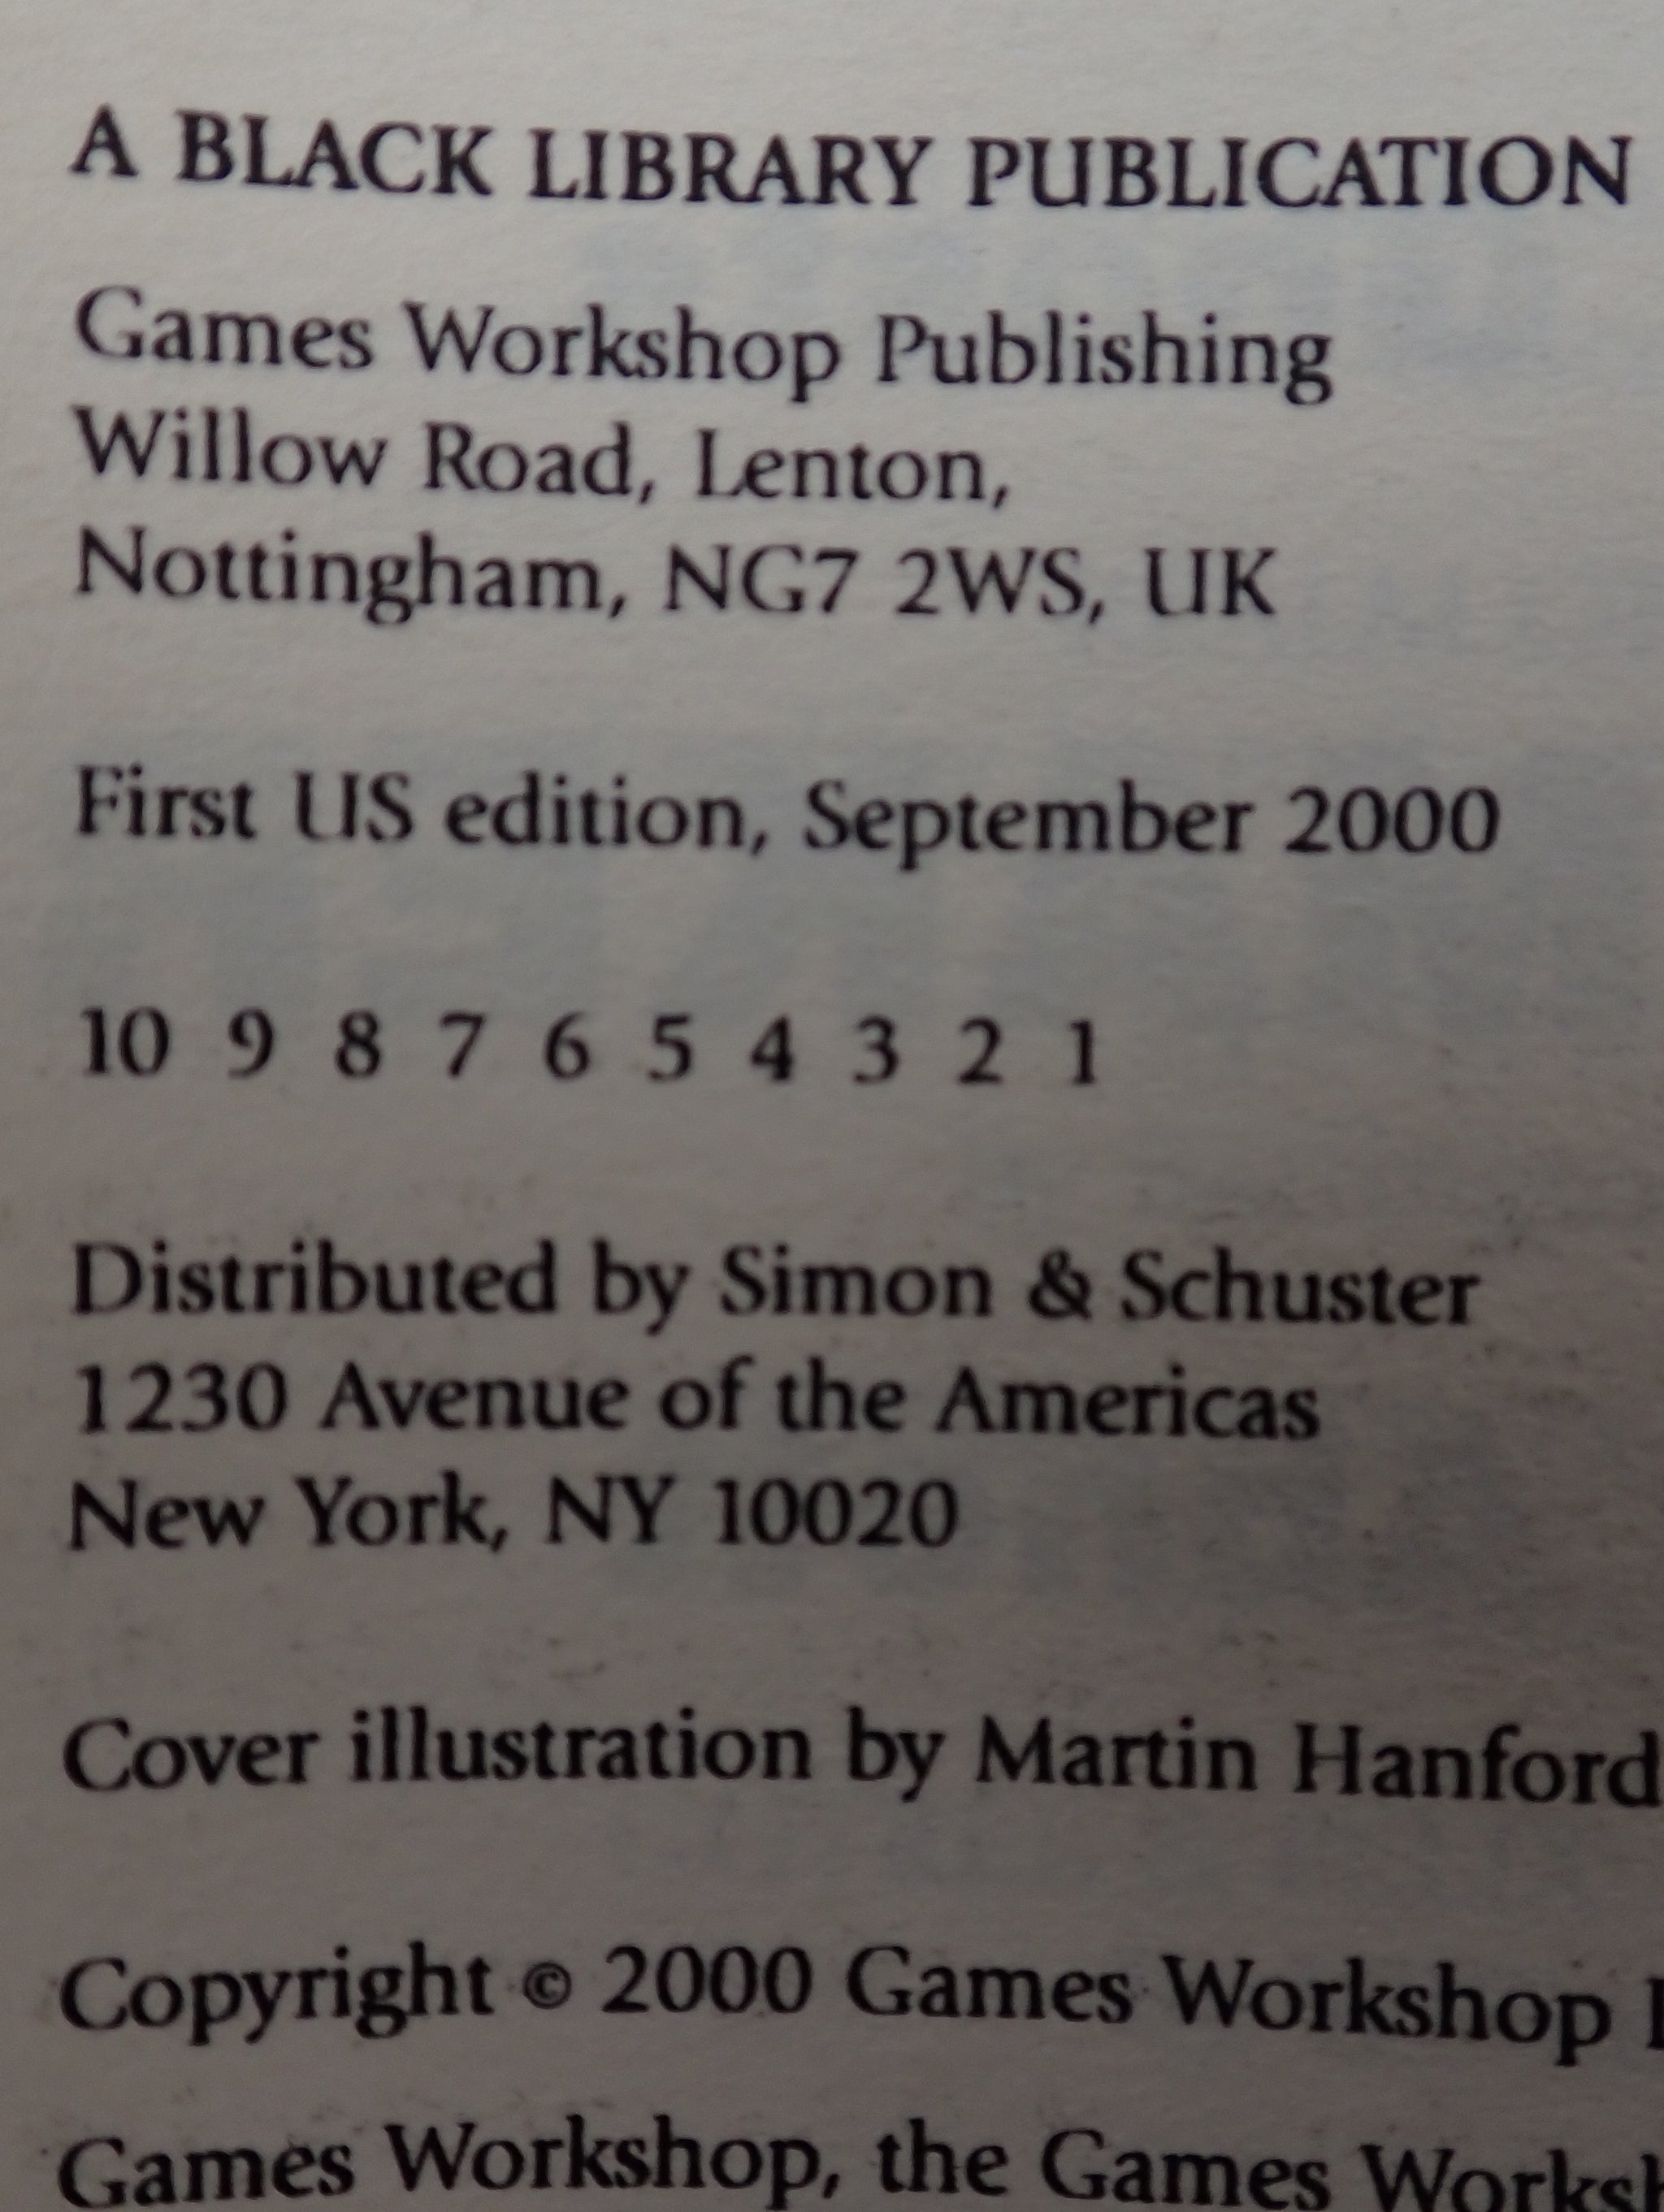 A BLACK LIBRARY PUBLICATION
Games Workshop Publishing
Willow Road, Lenton,
Nottingham, NG7 2WS, UK
First US edition, September 2000
10 9 8 7 6 5 4 3 2 1
Distributed by Simon & Schuster
1230 Avenue of the Americas
New York, NY 10020
Cover illustration by Martin Hanford
Copyright © 2000 Games Workshop
Games Workshop, the Games